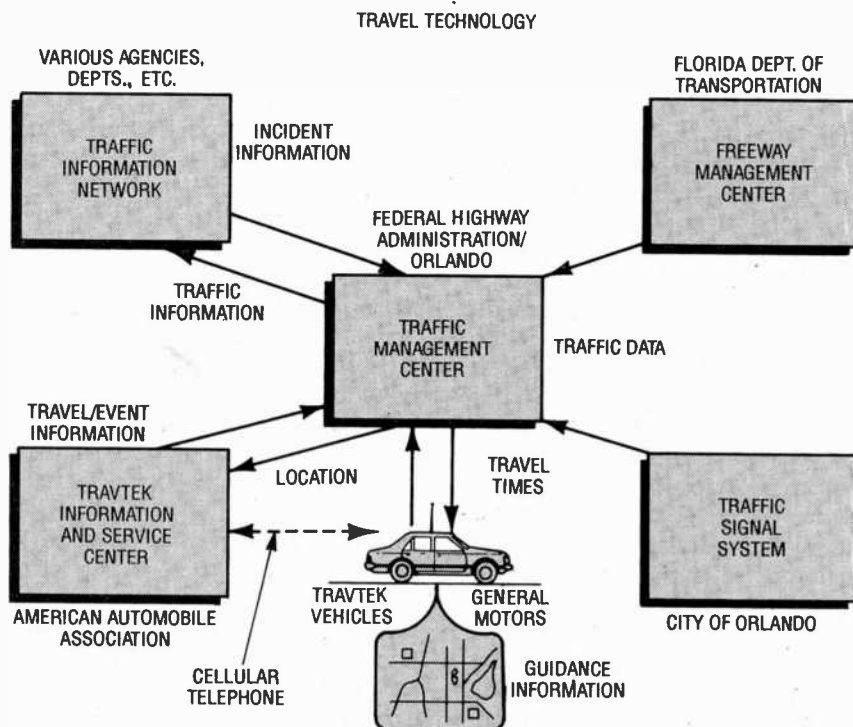 TRAVEL TECHNOLOGY
VARIOUS AGENCIES,
DEPTS., ETC.
TRAFFIC
INFORMATION
NETWORK
INCIDENT
INFORMATION
FLORIDA DEPT. OF
TRANSPORTATION
FREEWAY
MANAGEMENT
CENTER
FEDERAL HIGHWAY
ADMINISTRATION/
ORLANDO
TRAFFIC
INFORMATION
TRAFFIC
MANAGEMENT
CENTER
TRAFFIC DATA
TRAVEL/EVENT
INFORMATION
LOCATION
TRAVEL
TIMES
TRAVTEK
INFORMATION
AND SERVICE
CENTER
TRAFFIC
SIGNAL
SYSTEM
AMERICAN AUTOMOBILE
ASSOCIATION
TRAVTEK
VEHICLES
GENERAL
MOTORS
CITY OF ORLANDO
CELLULAR
TELEPHONE
GUIDANCE
INFORMATION